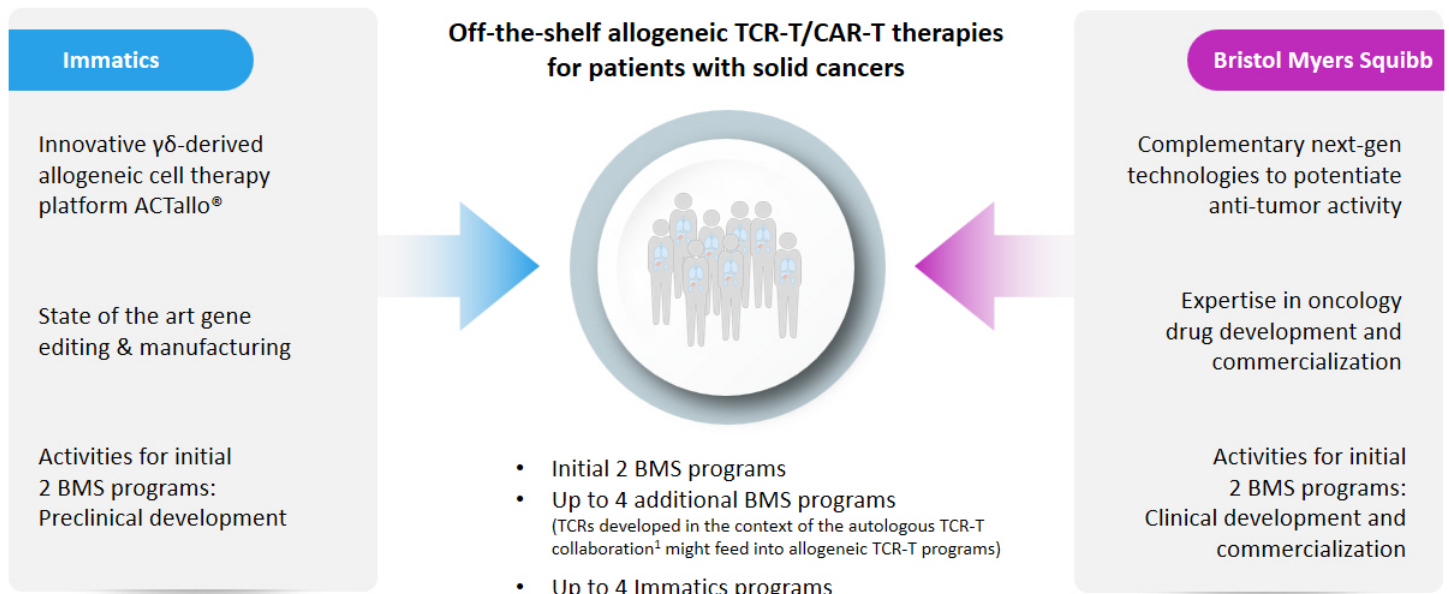 Immatics
Innovative γδ-derived
allogeneic cell therapy
platform ACTallo®
State of the art gene
editing & manufacturing
Activities for initial
2 BMS programs:
Preclinical development
Off-the-shelf allogeneic TCR-T/CAR-T therapies
for patients with solid cancers
• Initial 2 BMS programs
• Up to 4 additional BMS programs
(TCRs developed in the context of the autologous TCR-T
collaboration¹ might feed into allogeneic TCR-T programs)
• Up to 4 Immatics programs
Bristol Myers Squibb
Complementary next-gen
technologies to potentiate
anti-tumor activity
Expertise in oncology
drug development and
commercialization
Activities for initial
2 BMS programs:
Clinical development and
commercialization